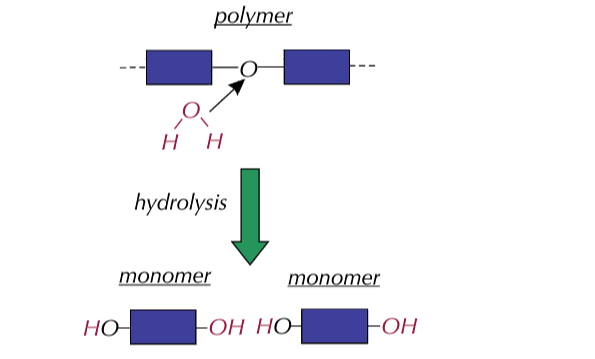 polymer
O
O
H H
hydrolysis
monomer monomer
HO OH HO OH